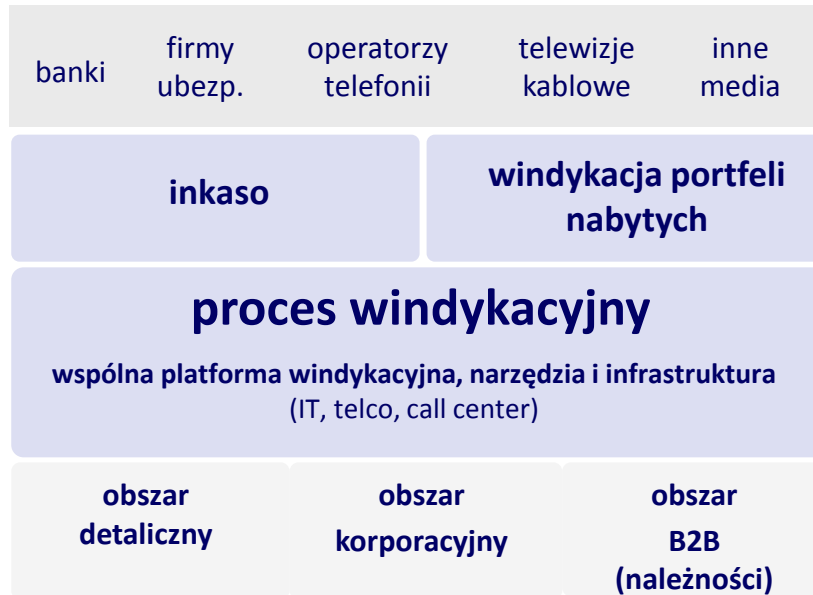 banki
firmy
ubezp.
operatorzy
telefonii
telewizje
kablowe
inne
media
inkaso
windykacja portfeli
nabytych
proces windykacyjny
wspólna platforma windykacyjna, narzędzia i infrastruktura
(IT, telco, call center)
obszar
detaliczny
obszar
korporacyjny
obszar
B2B
(należności)